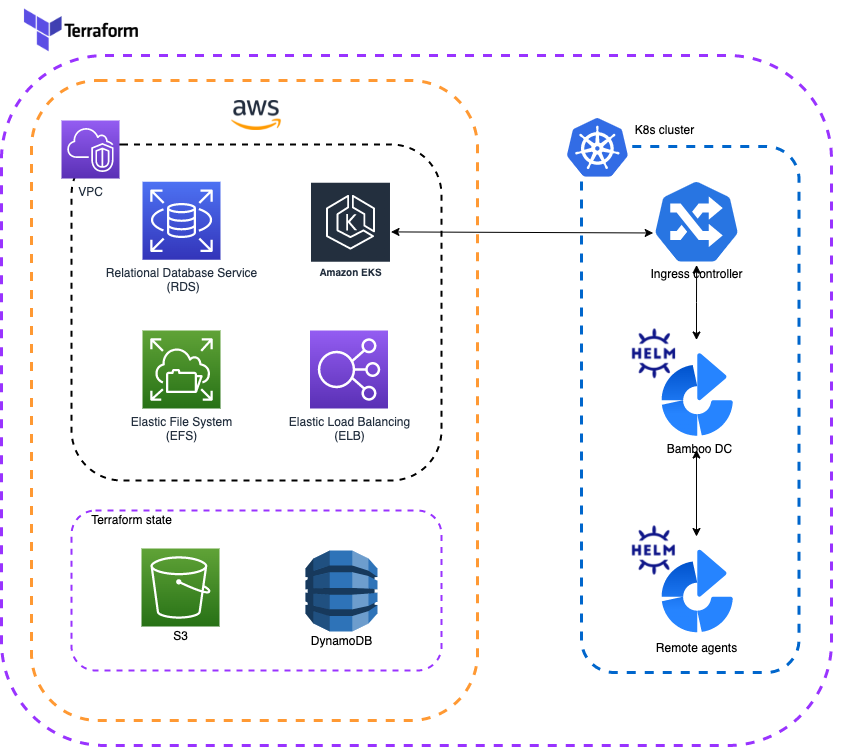 Terraform
aws
K8s cluster
VPC
Relational Database Service
(RDS)
K
Amazon EKS
Ingress controller
HELM
Elastic File System
(EFS)
Elastic Load Balancing
(ELB)
Bamboo DC
Terraform state
HELM
S3
DynamoDB
Remote agents